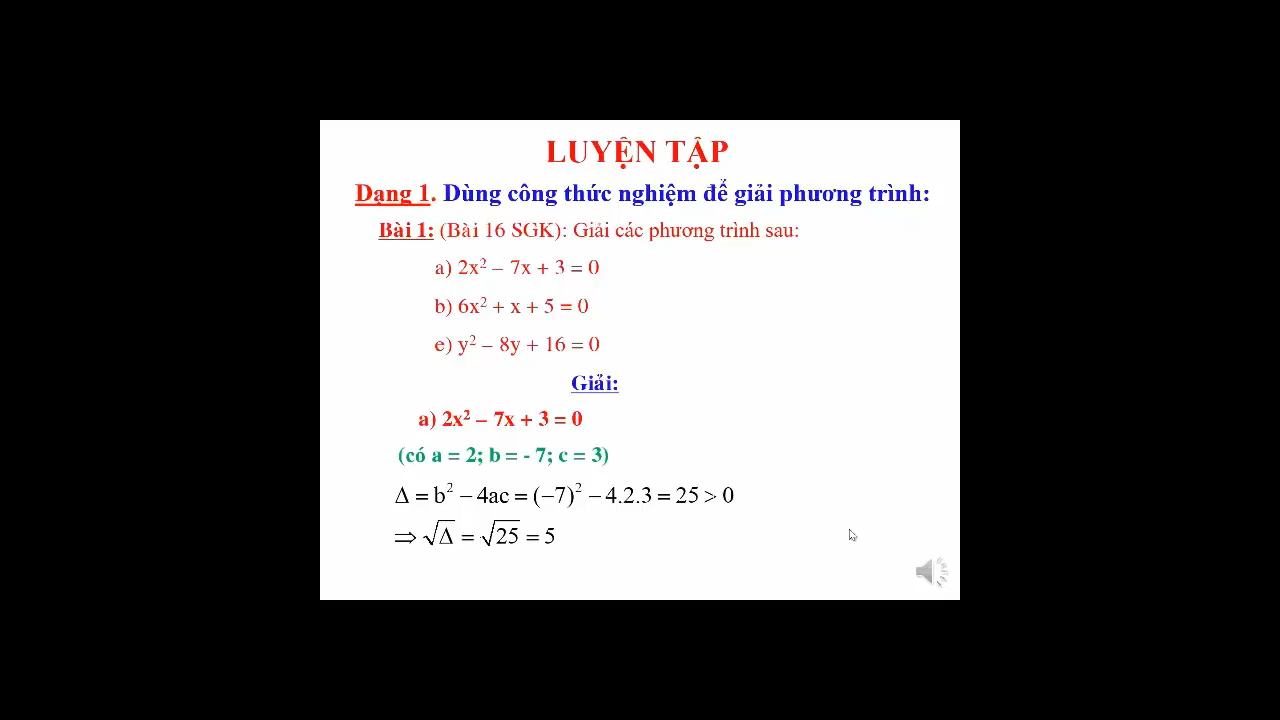 LUYỆN TẬP
Dạng 1. Dùng công thức nghiệm để giải phương trình:
Bài 1: (Bài 16 SGK): Giải các phương trình sau:
a) 2x² – 7x + 3 = 0
b) 6x² + x + 5 = 0
e) y² – 8y + 16 = 0
Giải:
a) 2x² – 7x + 3 = 0
(có a = 2; b = - 7; c = 3)
Δ = b² – 4ac = (–7)² – 4.2.3 = 25 > 0
⇒ √Δ = √25 = 5